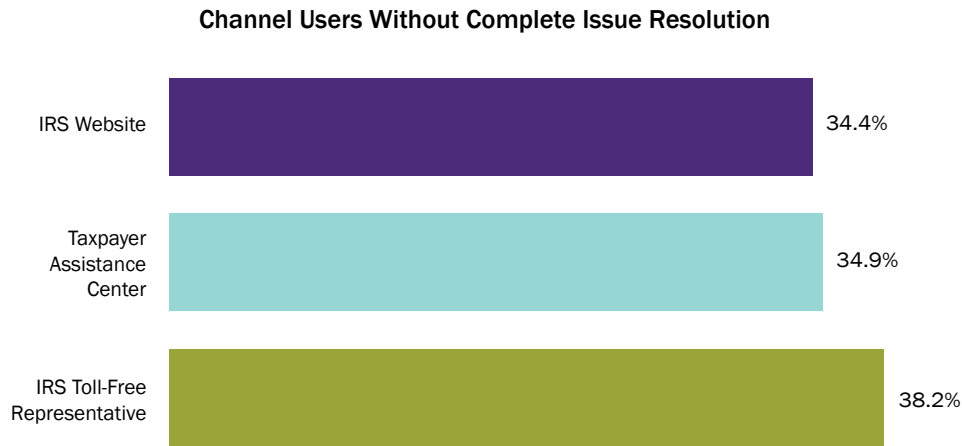 Channel Users Without Complete Issue Resolution
IRS Website
34.4%
Taxpayer
Assistance
Center
34.9%
IRS Toll-Free
Representative
38.2%